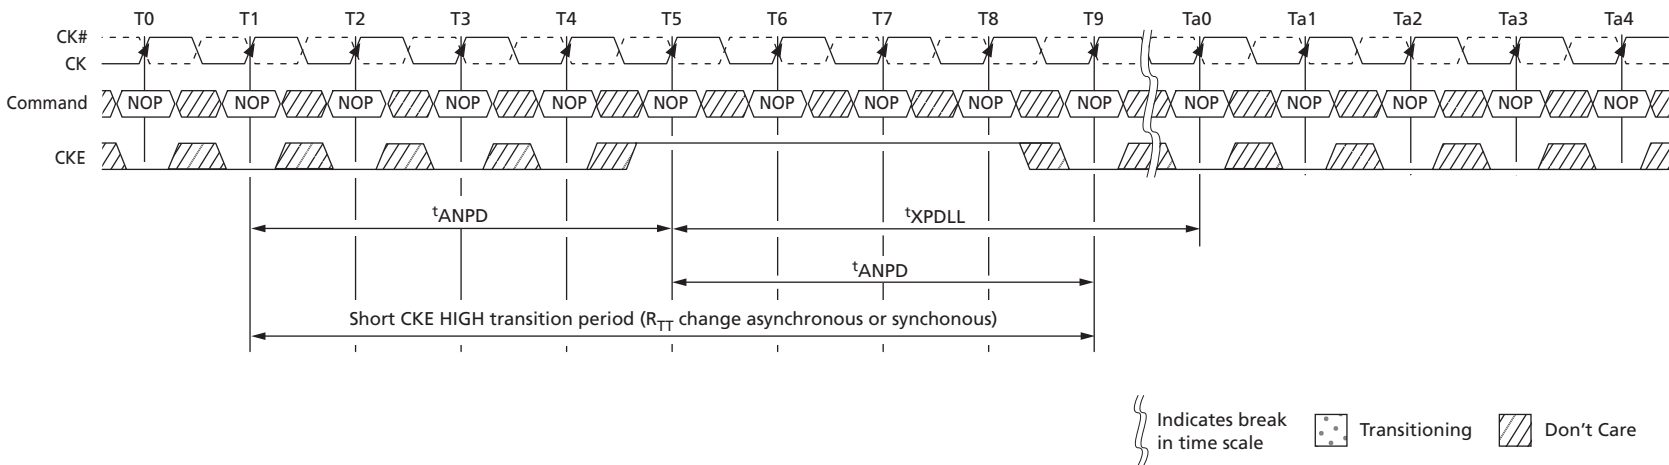 T0 T1 T2 T3 T4 T5 T6 T7 T8 T9 Ta0 Ta1 Ta2 Ta3 Ta4
CK#
CK
Command NOP NOP NOP NOP NOP NOP NOP NOP NOP NOP NOP NOP NOP NOP NOP
CKE
tANPD tXPDLL
tANPD
Short CKE HIGH transition period (RTT change asynchronous or synchonous)
Indicates break
in time scale
Transitioning
Don't Care